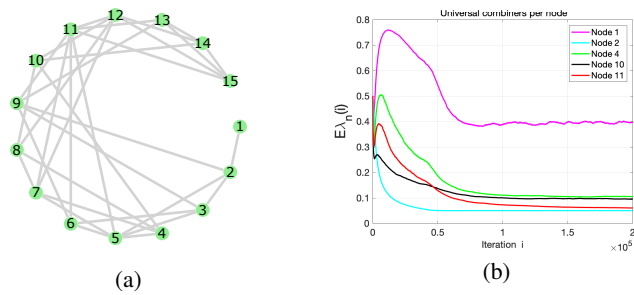 12
13
11
14
10
15
9
1
8
2
7
3
6
5
4
(a)
Universal combiners per node
Eλn(i)
0.8
0.7
0.6
0.5
0.4
0.3
0.2
0.1
0
Node 1
Node 2
Node 4
Node 10
Node 11
0 0.5 1 1.5 2
×10^5
Iteration i
(b)